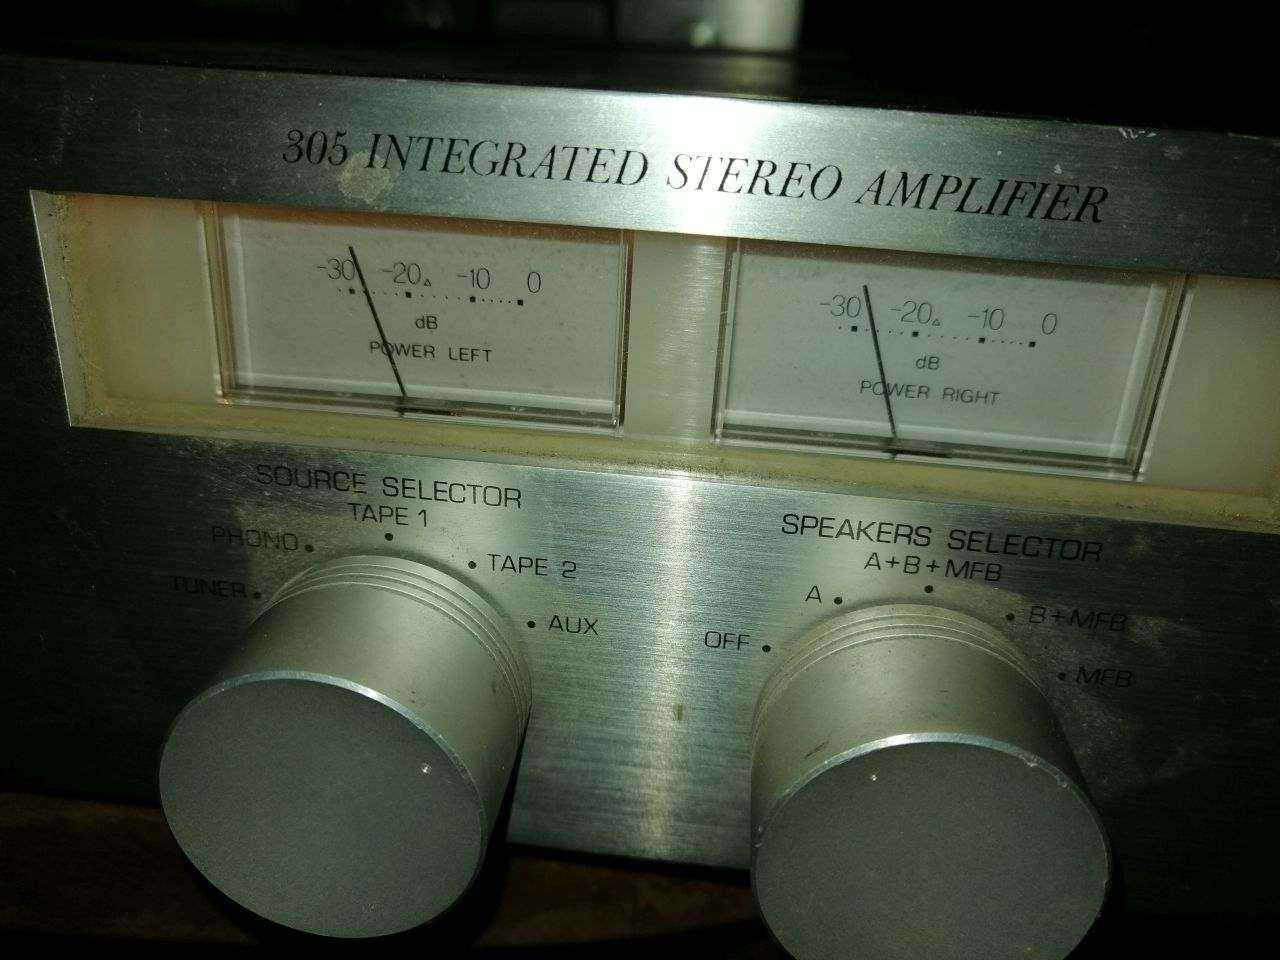 305 INTEGRATED STEREO AMPLIFIER
-30 -20 -10 0
dB
POWER LEFT
-30 -20 -10 0
dB
POWER RIGHT
SOURCE SELECTOR
TAPE 1
PHONO
TAPE 2
TUNER
AUX
SPEAKERS SELECTOR
A+B+MFB
A
B+MFB
OFF
MFB